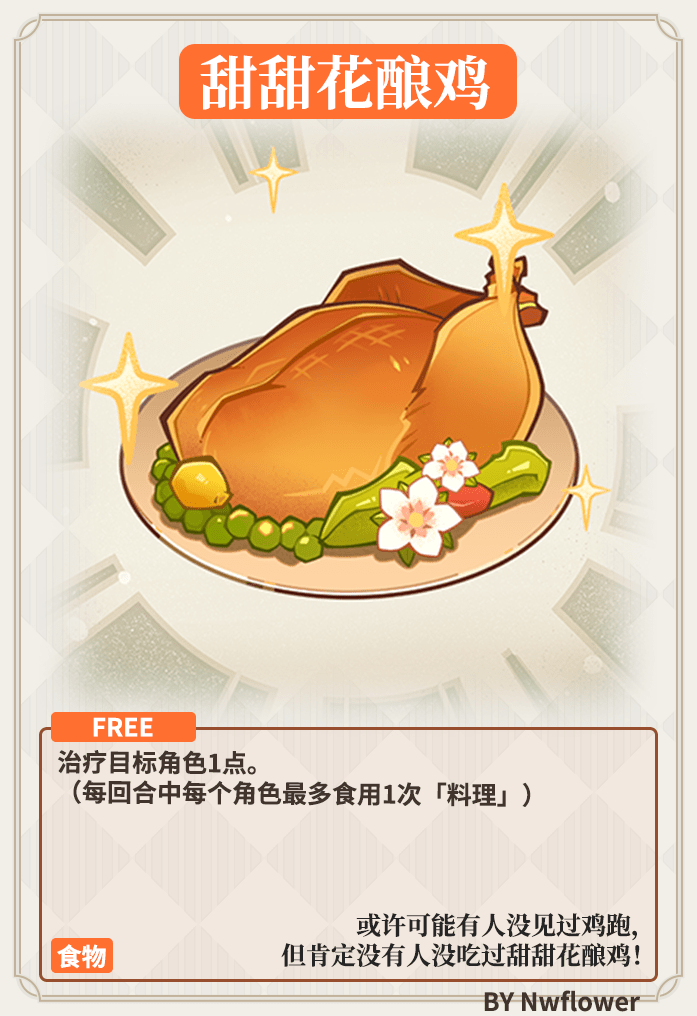 甜甜花酿鸡
FREE
治疗目标角色1点。
（每回合中每个角色最多食用1次「料理」）
或许可能有人没见过鸡跑,
但肯定没有人没吃过甜甜花酿鸡!
食物
BY Nwflower